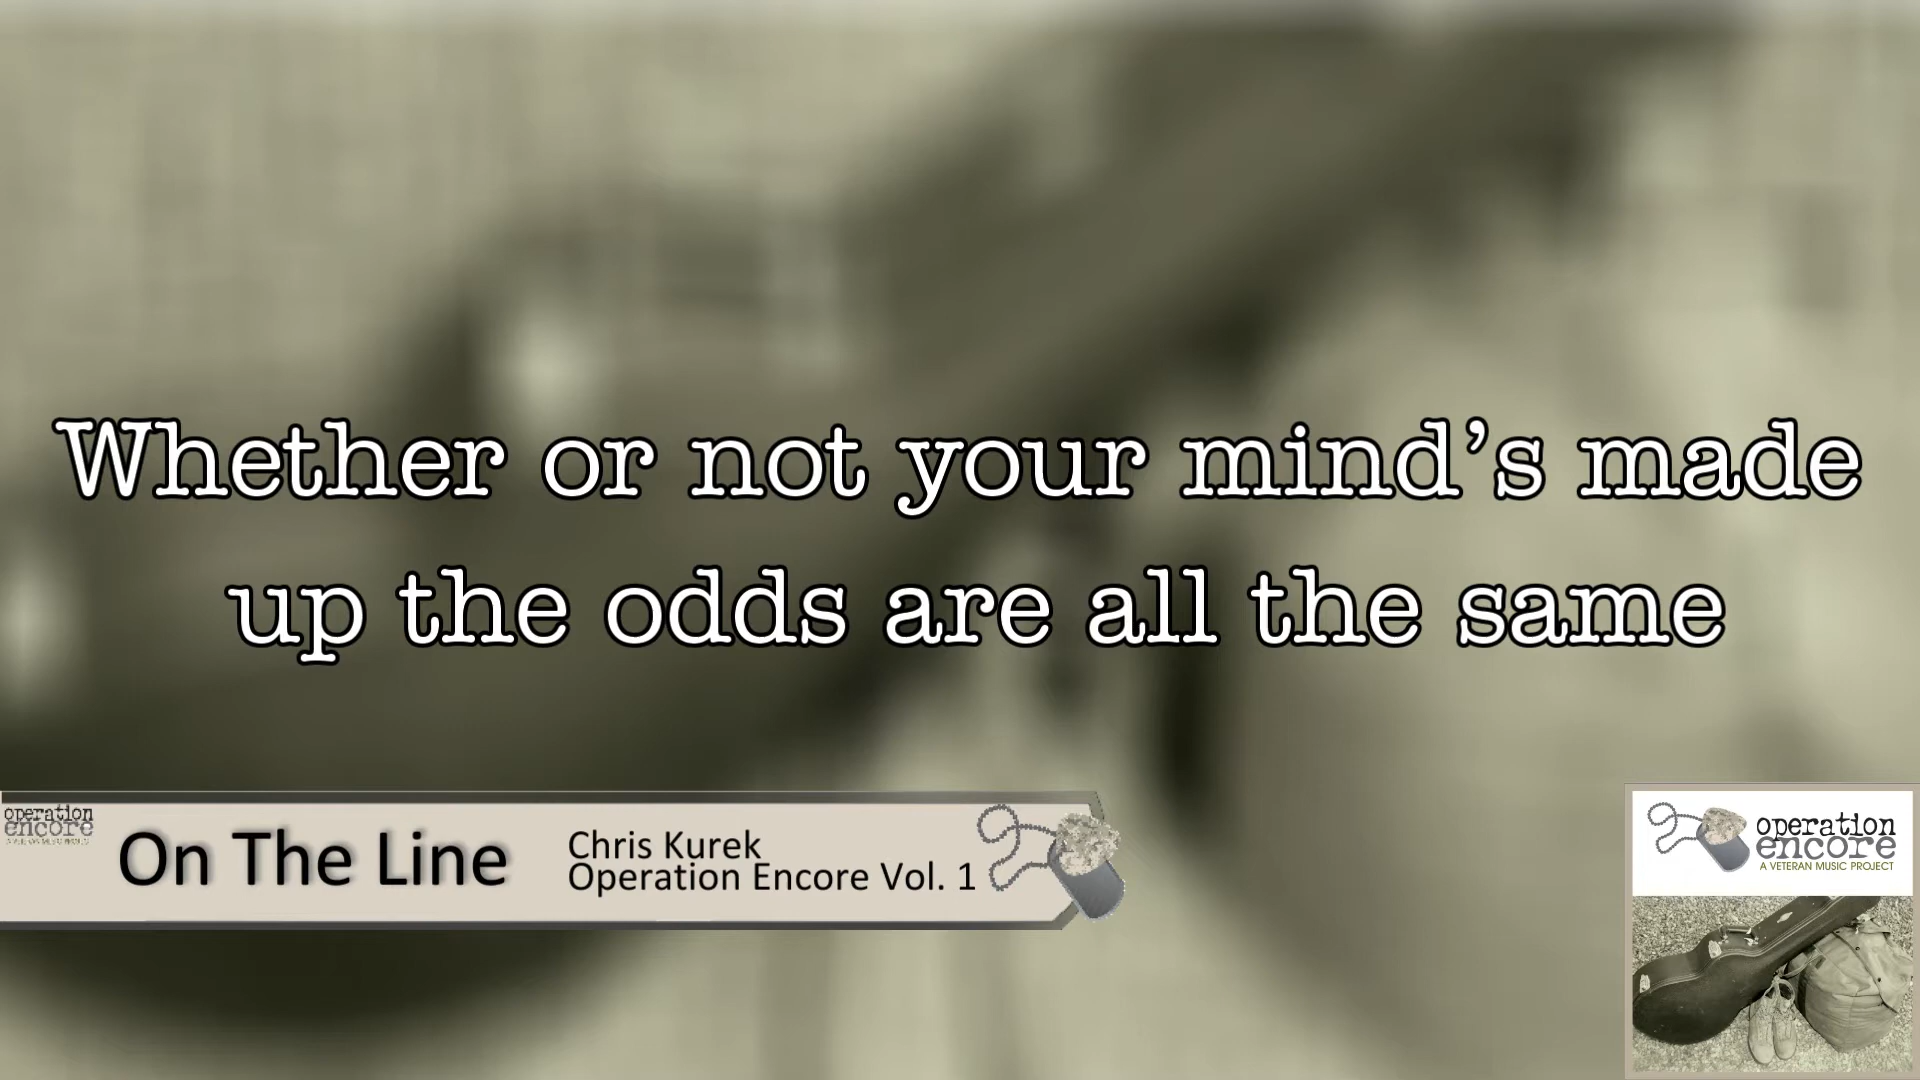 Whether or not your mind’s made
up the odds are all the same
operation
encore
On The Line
Chris Kurek
Operation Encore Vol. 1
operation
encore
A VETERAN MUSIC PROJECT